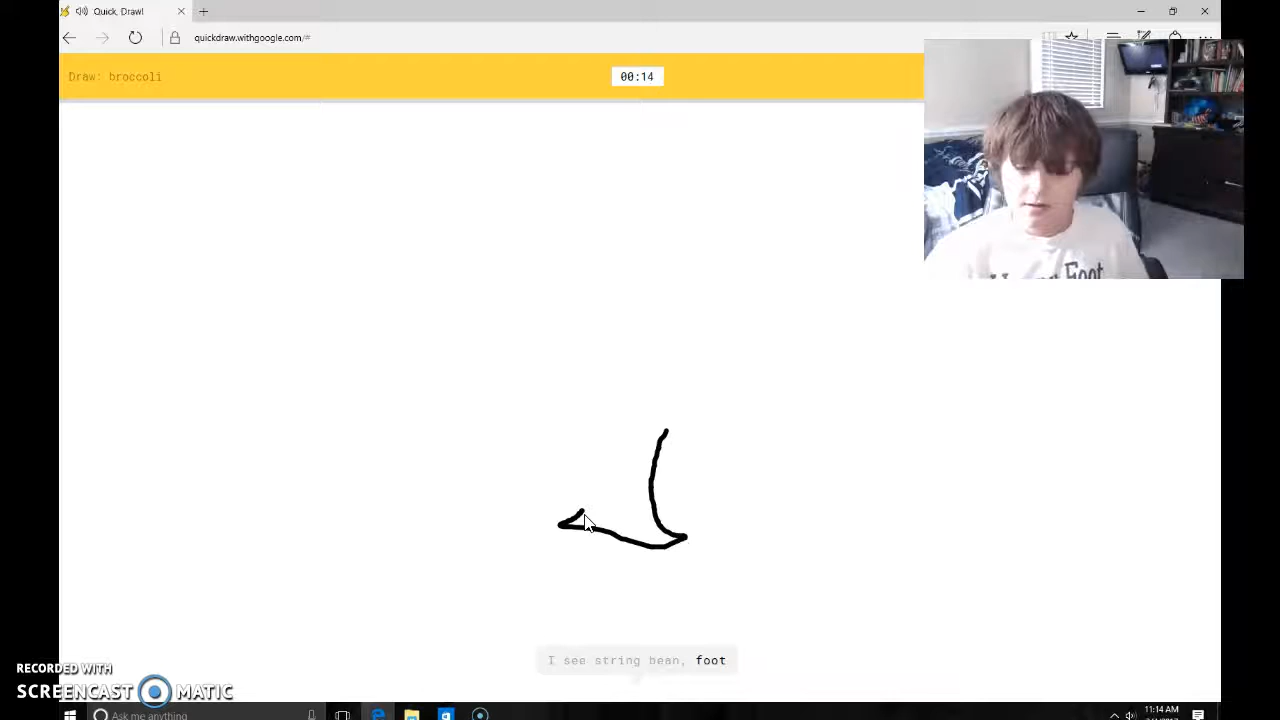 Quick, Draw!
quickdraw.withgoogle.com/#
Draw: broccoli
00:14
Foot
I see string bean, foot
RECORDED WITH
SCREENCAST MATIC
Ask me anything
11:14 AM